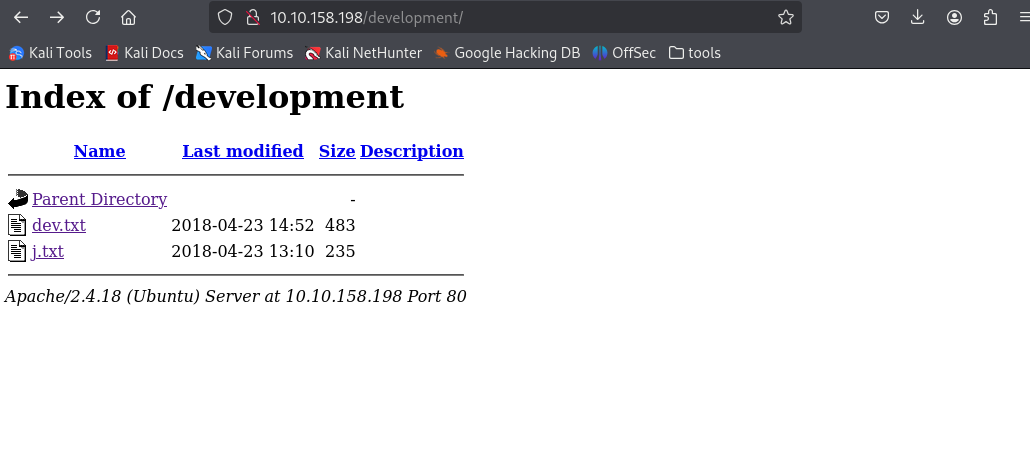 10.10.158.198/development/
Kali Tools Kali Docs Kali Forums Kali NetHunter Google Hacking DB OffSec tools
Index of /development
Name Last modified Size Description
Parent Directory -
dev.txt 2018-04-23 14:52 483
j.txt 2018-04-23 13:10 235
Apache/2.4.18 (Ubuntu) Server at 10.10.158.198 Port 80